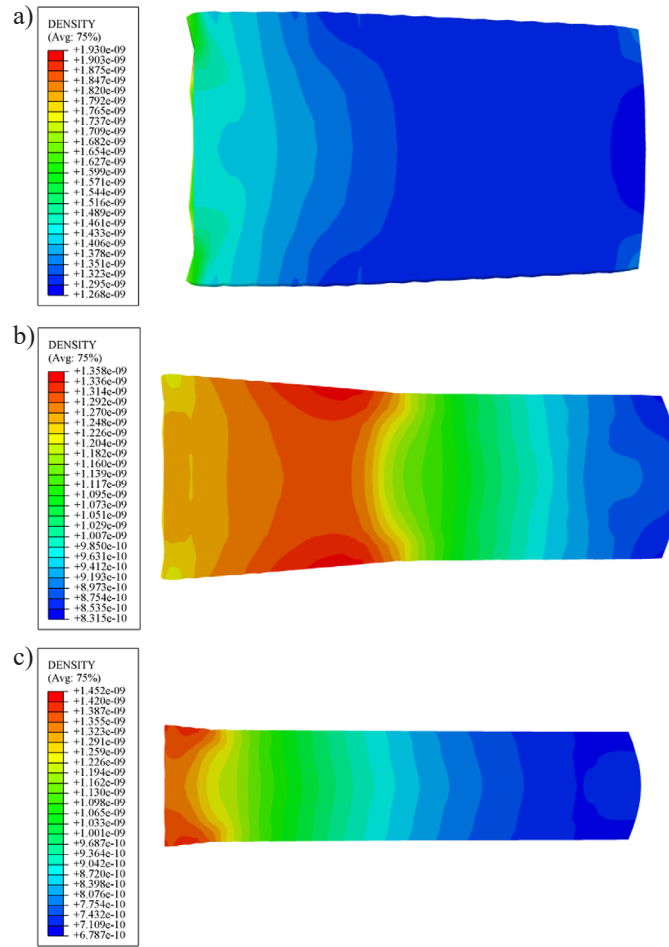 a)
DENSITY
(Avg: 75%)
+1.930e-09
+1.903e-09
+1.875e-09
+1.847e-09
+1.820e-09
+1.792e-09
+1.765e-09
+1.737e-09
+1.709e-09
+1.682e-09
+1.654e-09
+1.627e-09
+1.599e-09
+1.571e-09
+1.544e-09
+1.516e-09
+1.489e-09
+1.461e-09
+1.433e-09
+1.406e-09
+1.378e-09
+1.351e-09
+1.323e-09
+1.295e-09
+1.268e-09
b)
DENSITY
(Avg: 75%)
+1.358e-09
+1.336e-09
+1.314e-09
+1.292e-09
+1.270e-09
+1.248e-09
+1.226e-09
+1.204e-09
+1.182e-09
+1.160e-09
+1.139e-09
+1.117e-09
+1.095e-09
+1.073e-09
+1.051e-09
+1.029e-09
+1.007e-09
+9.850e-10
+9.631e-10
+9.412e-10
+9.193e-10
+8.973e-10
+8.754e-10
+8.535e-10
+8.315e-10
c)
DENSITY
(Avg: 75%)
+1.452e-09
+1.420e-09
+1.387e-09
+1.355e-09
+1.323e-09
+1.291e-09
+1.259e-09
+1.226e-09
+1.194e-09
+1.162e-09
+1.130e-09
+1.098e-09
+1.065e-09
+1.033e-09
+1.001e-09
+9.687e-10
+9.364e-10
+9.042e-10
+8.720e-10
+8.398e-10
+8.076e-10
+7.754e-10
+7.432e-10
+7.109e-10
+6.787e-10